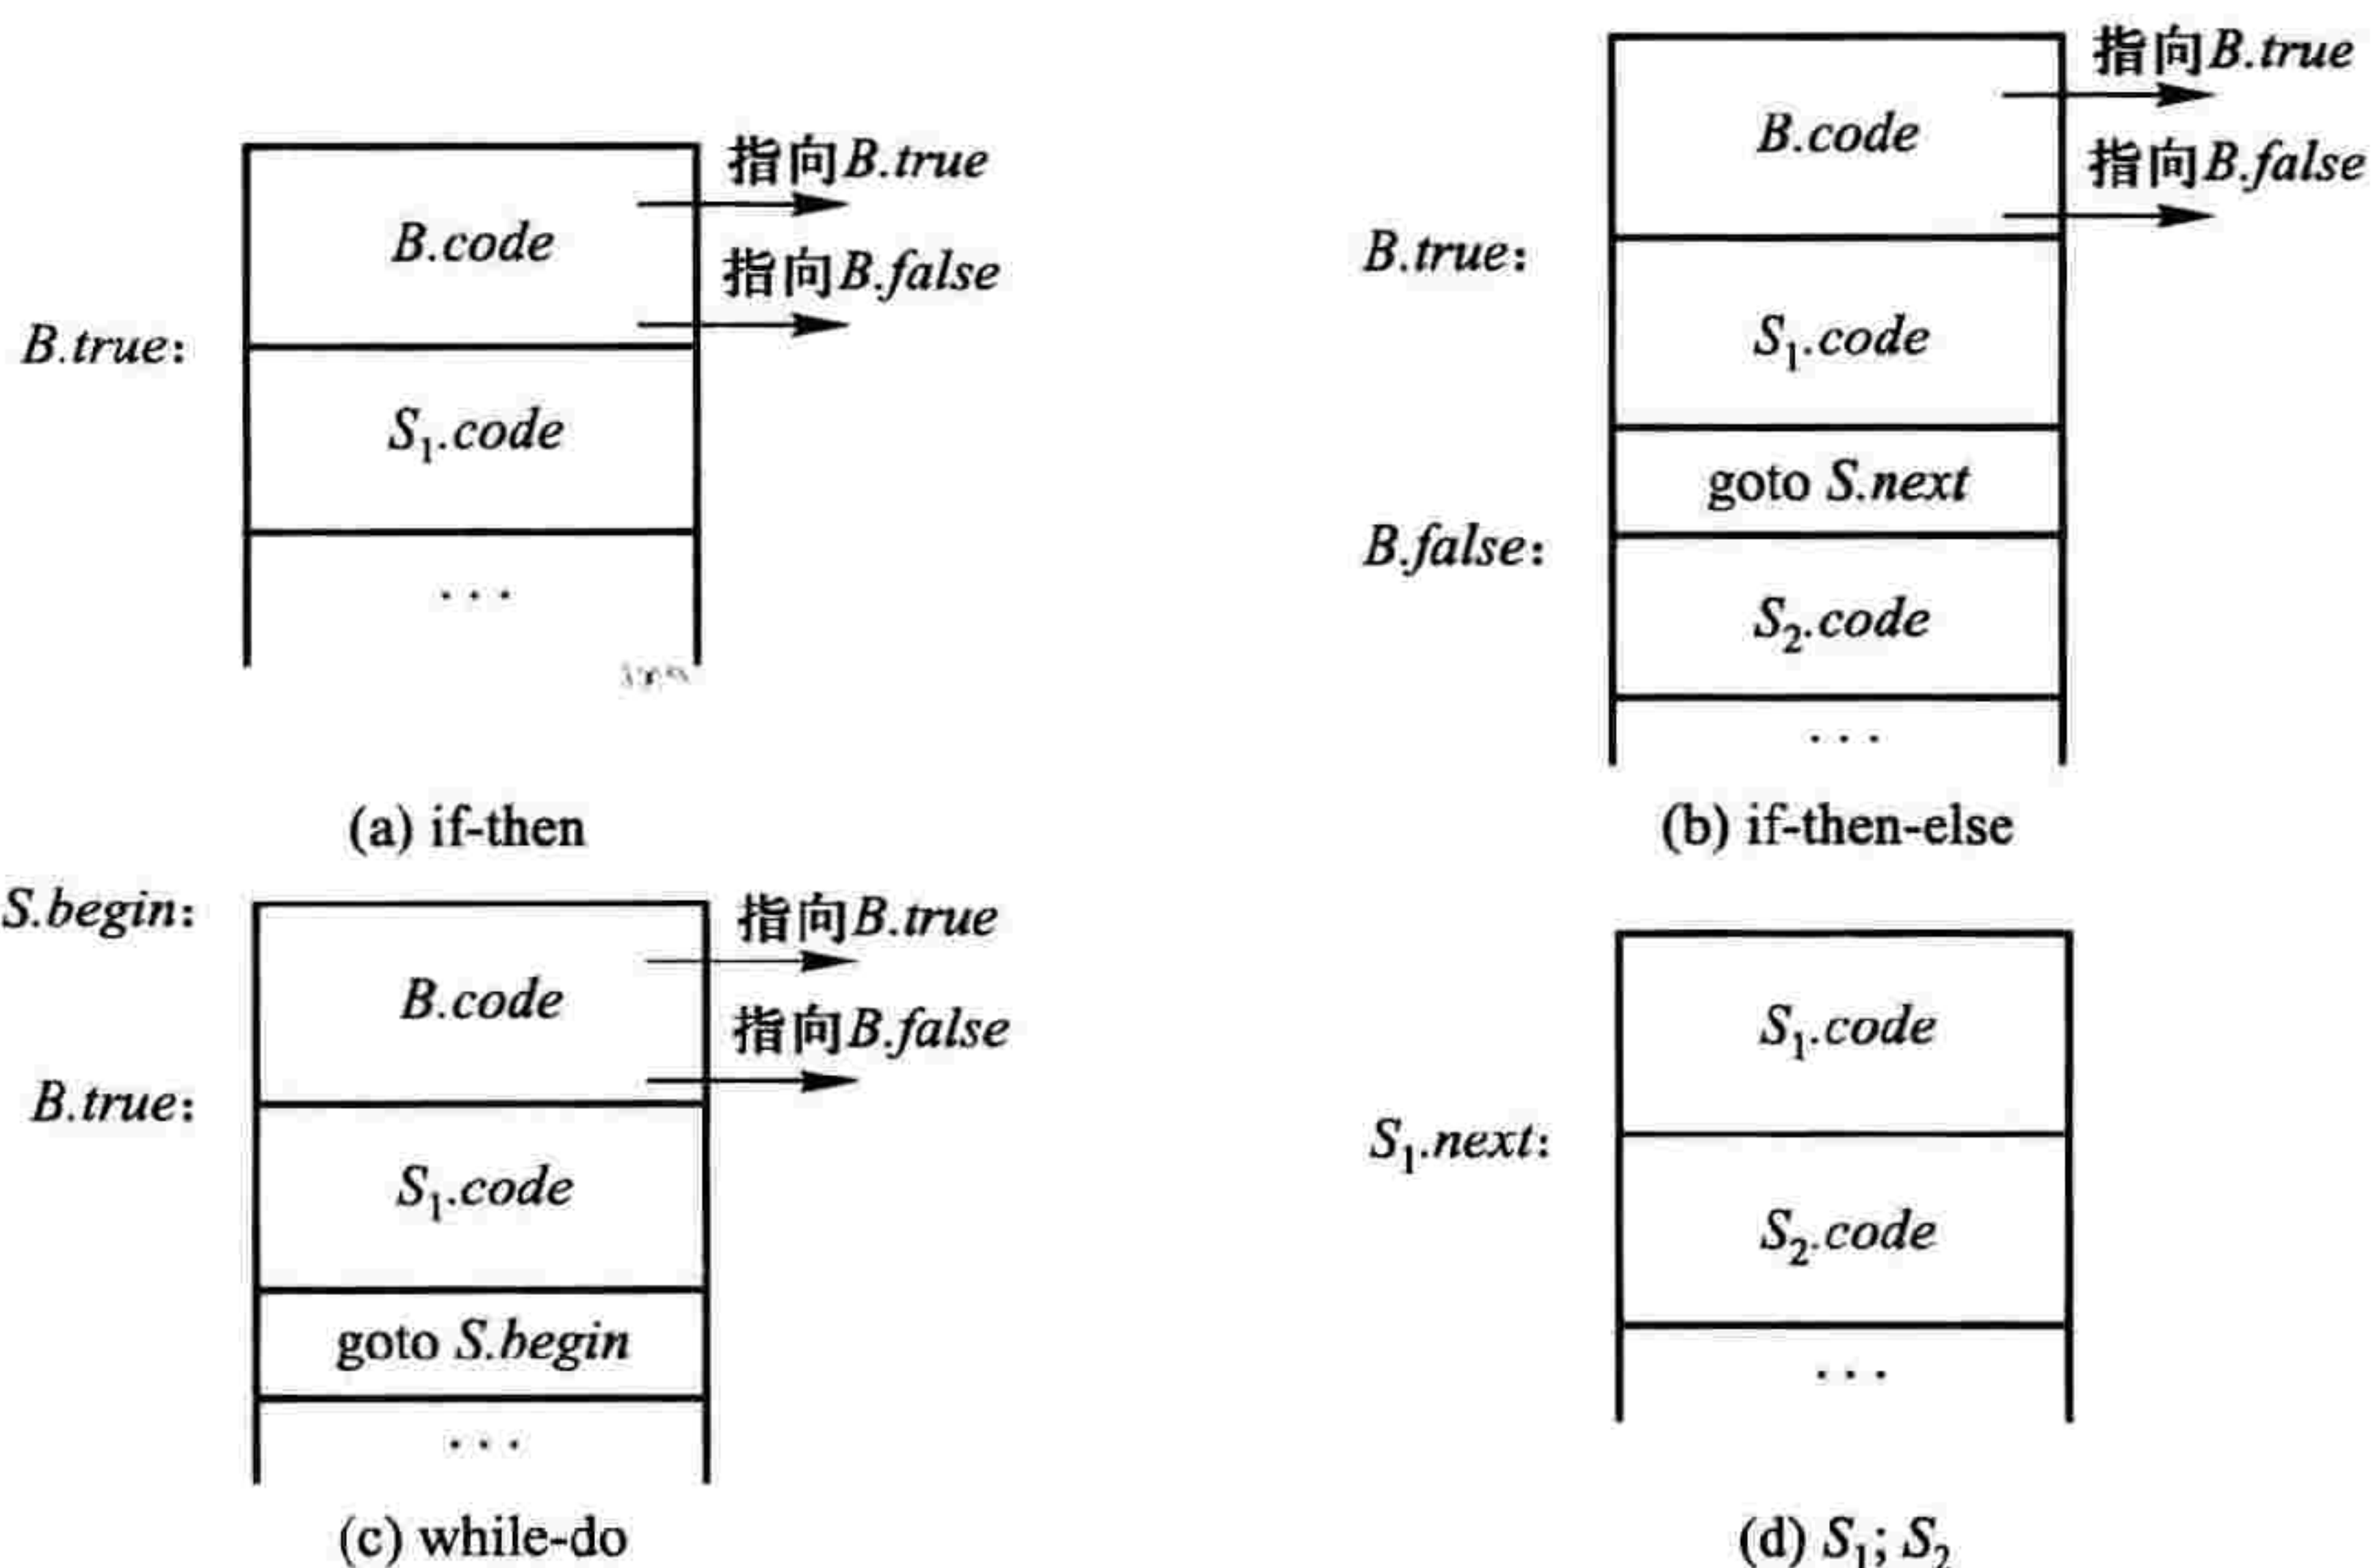 指向B.true
B.code
指向B.false
B.true:
S₁.code
...
(a) if-then
指向B.true
B.code
指向B.false
B.true:
S₁.code
goto S.next
B.false:
S₂.code
...
(b) if-then-else
S.begin:
指向B.true
B.code
指向B.false
B.true:
S₁.code
goto S.begin
...
(c) while-do
S₁.code
S₁.next:
S₂.code
...
(d) S₁; S₂